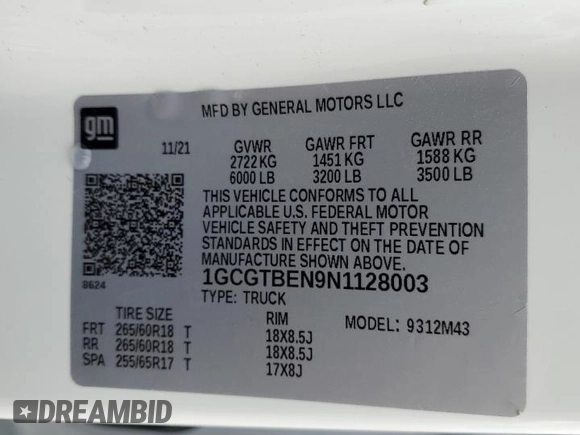 gm
MFD BY GENERAL MOTORS LLC
11/21
GVWR GAWR FRT GAWR RR
2722 KG 1451 KG 1588 KG
6000 LB 3200 LB 3500 LB
THIS VEHICLE CONFORMS TO ALL
APPLICABLE U.S. FEDERAL MOTOR
VEHICLE SAFETY AND THEFT PREVENTION
STANDARDS IN EFFECT ON THE DATE OF
MANUFACTURE SHOWN ABOVE.
8624
1GCGTBEN9N1128003
TYPE: TRUCK
TIRE SIZE RIM MODEL: 9312M43
FRT 265/60R18 T 18X8.5J
RR 265/60R18 T 18X8.5J
SPA 255/65R17 T 17X8J
DREAMBID